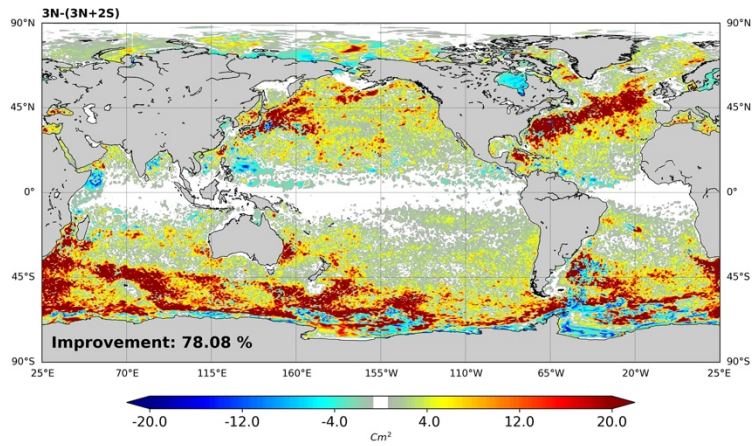 3N-(3N+2S)
90°N
90°N
45°N
45°N
0°
0°
45°S
45°S
Improvement: 78.08 %
90°S
90°S
25°E 70°E 115°E 160°E 155°W 110°W 65°W 20°W 25°E
-20.0 -12.0 -4.0 4.0 12.0 20.0
Cm²